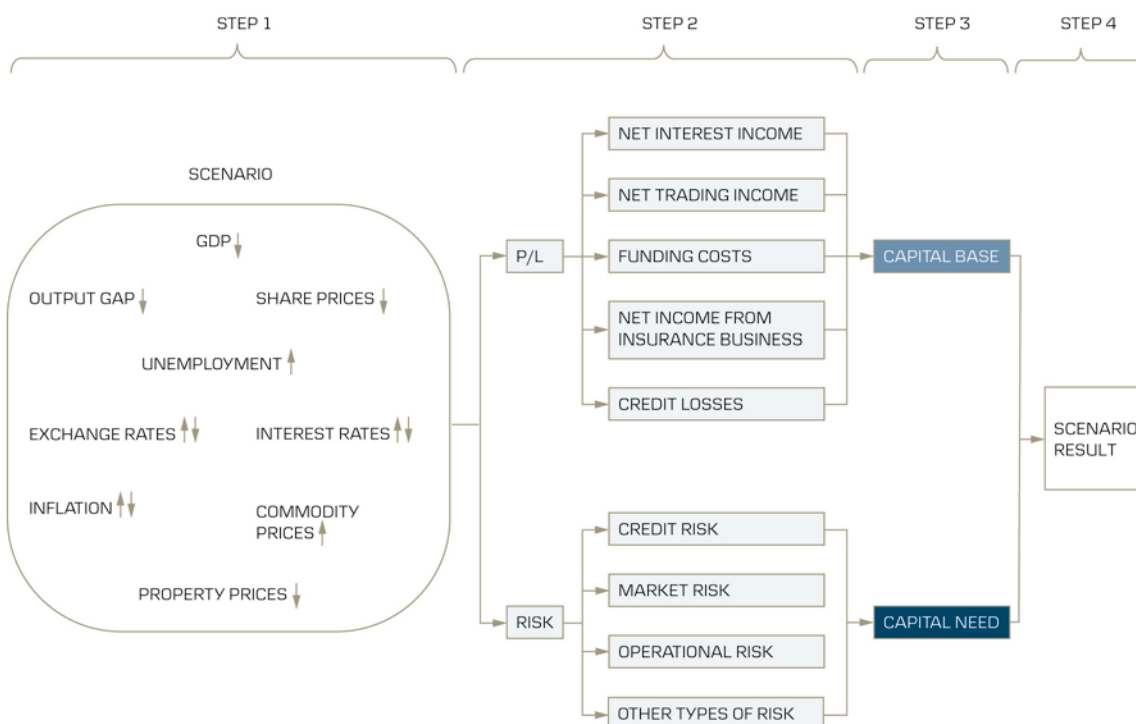 STEP 1
STEP 2
STEP 3
STEP 4
SCENARIO
GDP
OUTPUT GAP
SHARE PRICES
UNEMPLOYMENT
EXCHANGE RATES
INTEREST RATES
INFLATION
COMMODITY
PRICES
PROPERTY PRICES
P/L
RISK
NET INTEREST INCOME
NET TRADING INCOME
FUNDING COSTS
NET INCOME FROM
INSURANCE BUSINESS
CREDIT LOSSES
CREDIT RISK
MARKET RISK
OPERATIONAL RISK
OTHER TYPES OF RISK
CAPITAL BASE
CAPITAL NEED
SCENARIO
RESULT